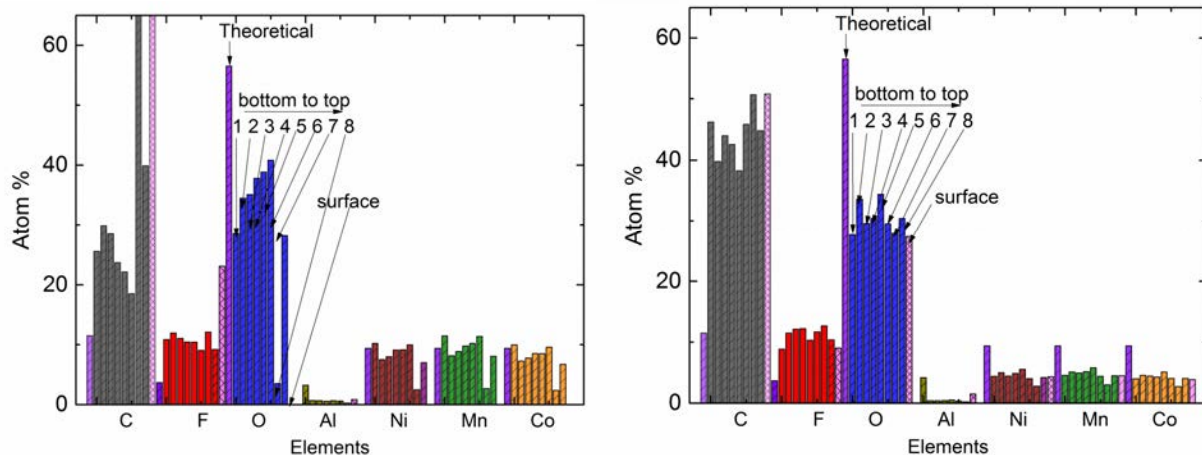 60
40
20
0
Atom %
Theoretical
bottom to top
1 2 3 4 5 6 7 8
surface
C F O Al Ni Mn Co
Elements
60
40
20
0
Atom %
Theoretical
bottom to top
1 2 3 4 5 6 7 8
surface
C F O Al Ni Mn Co
Elements